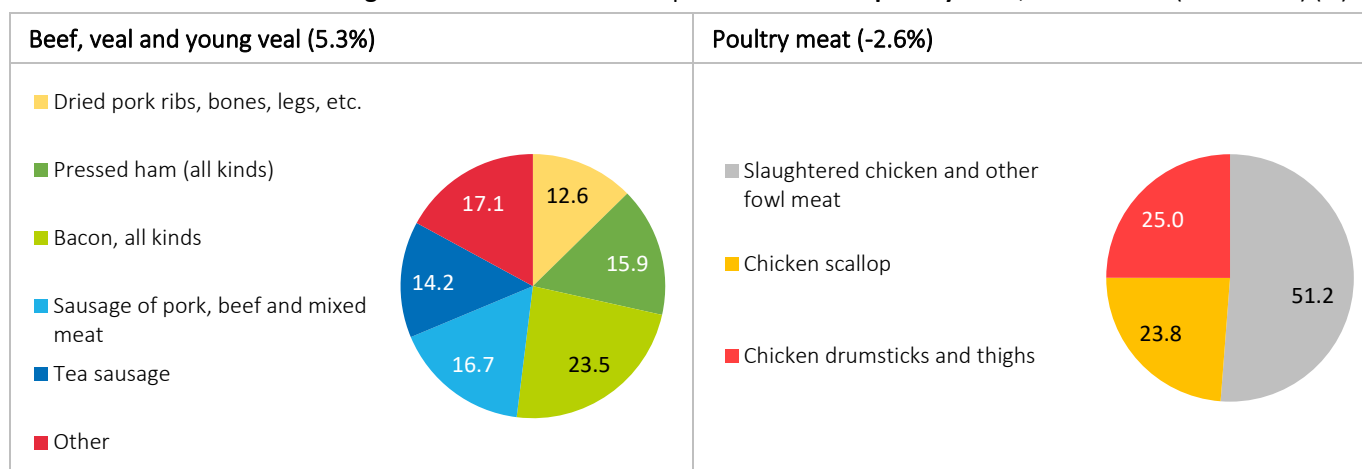 Beef, veal and young veal (5.3%)
Poultry meat (-2.6%)
Dried pork ribs, bones, legs, etc.
Pressed ham (all kinds)
Bacon, all kinds
Sausage of pork, beef and mixed
meat
Tea sausage
Other
12.6
15.9
23.5
16.7
14.2
17.1
Slaughtered chicken and other
fowl meat
Chicken scallop
Chicken drumsticks and thighs
51.2
23.8
25.0